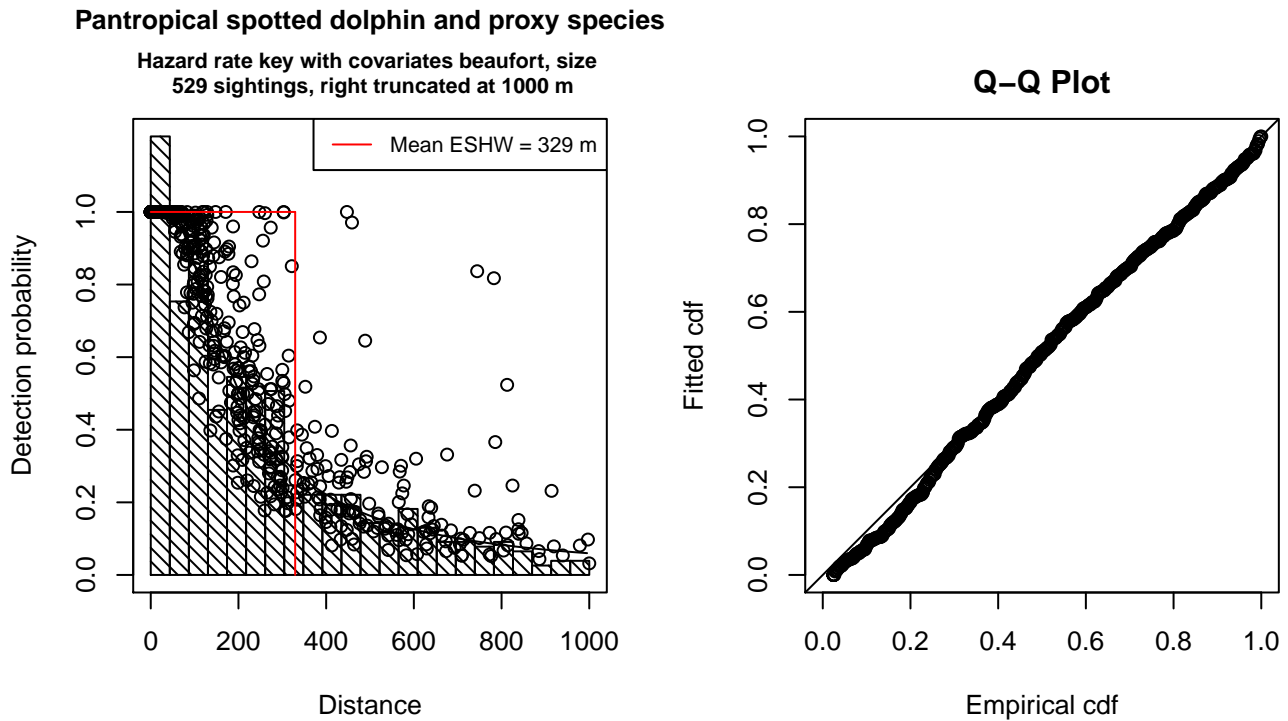 Pantropical spotted dolphin and proxy species
Hazard rate key with covariates beaufort, size
529 sightings, right truncated at 1000 m
Mean ESHW = 329 m
Detection probability
0.0 0.2 0.4 0.6 0.8 1.0
0 200 400 600 800 1000
Distance
Q−Q Plot
Fitted cdf
0.0 0.2 0.4 0.6 0.8 1.0
0.0 0.2 0.4 0.6 0.8 1.0
Empirical cdf